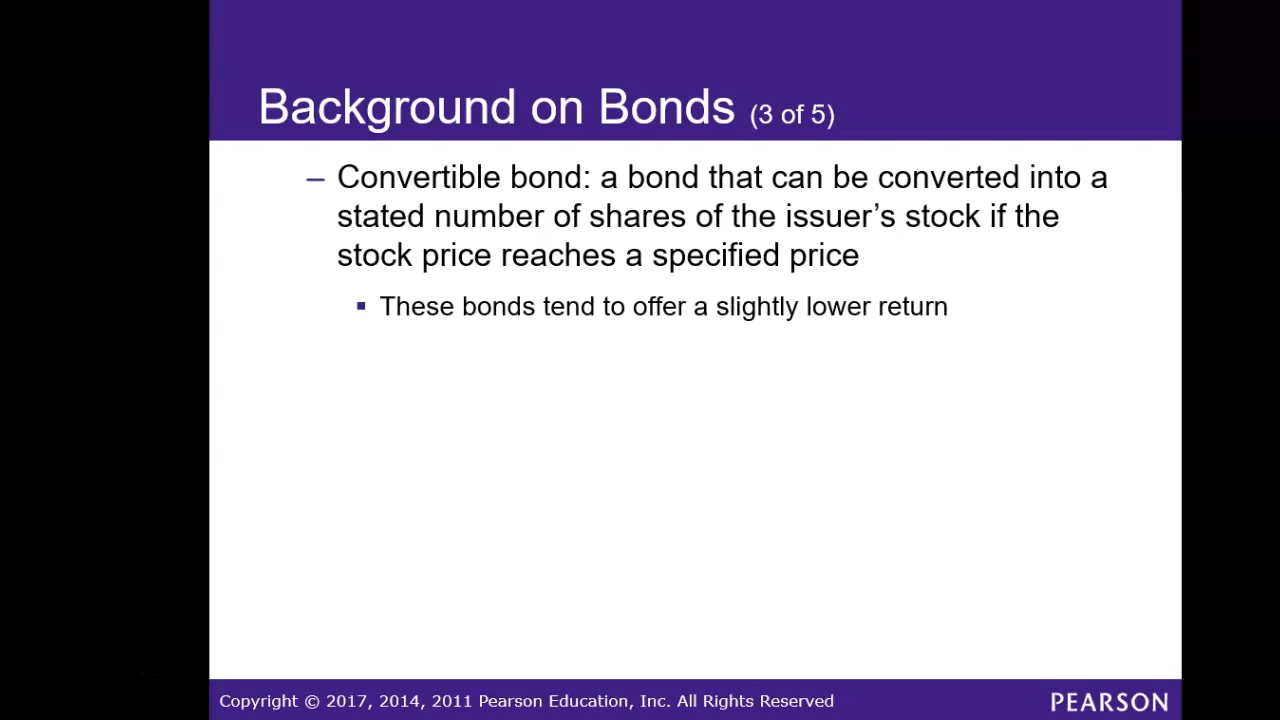 Background on Bonds (3 of 5)
– Convertible bond: a bond that can be converted into a
stated number of shares of the issuer’s stock if the
stock price reaches a specified price
▪ These bonds tend to offer a slightly lower return
Copyright © 2017, 2014, 2011 Pearson Education, Inc. All Rights Reserved
PEARSON